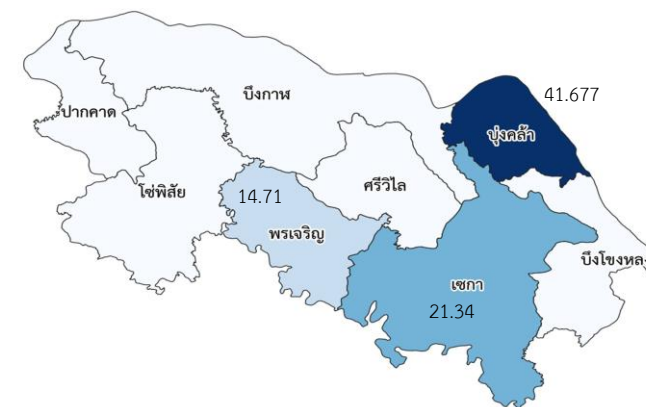 41.677
บึงกาฬ
ปากคาด
บุ่งคล้า
ศรีวิไล
โซ่พิสัย
14.71
พรเจริญ
บึงโขงหลง
เซกา
21.34